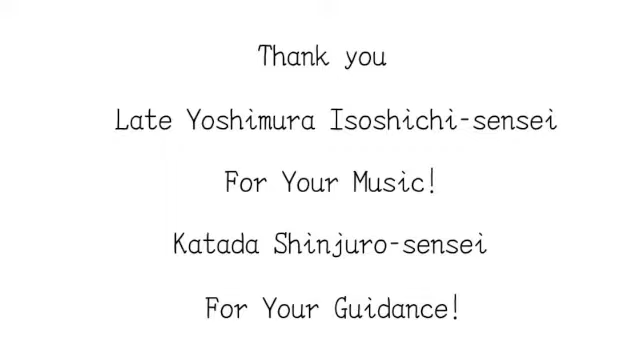 Thank you
Late Yoshimura Isoshichi-sensei
For Your Music!
Katada Shinjuro-sensei
For Your Guidance!